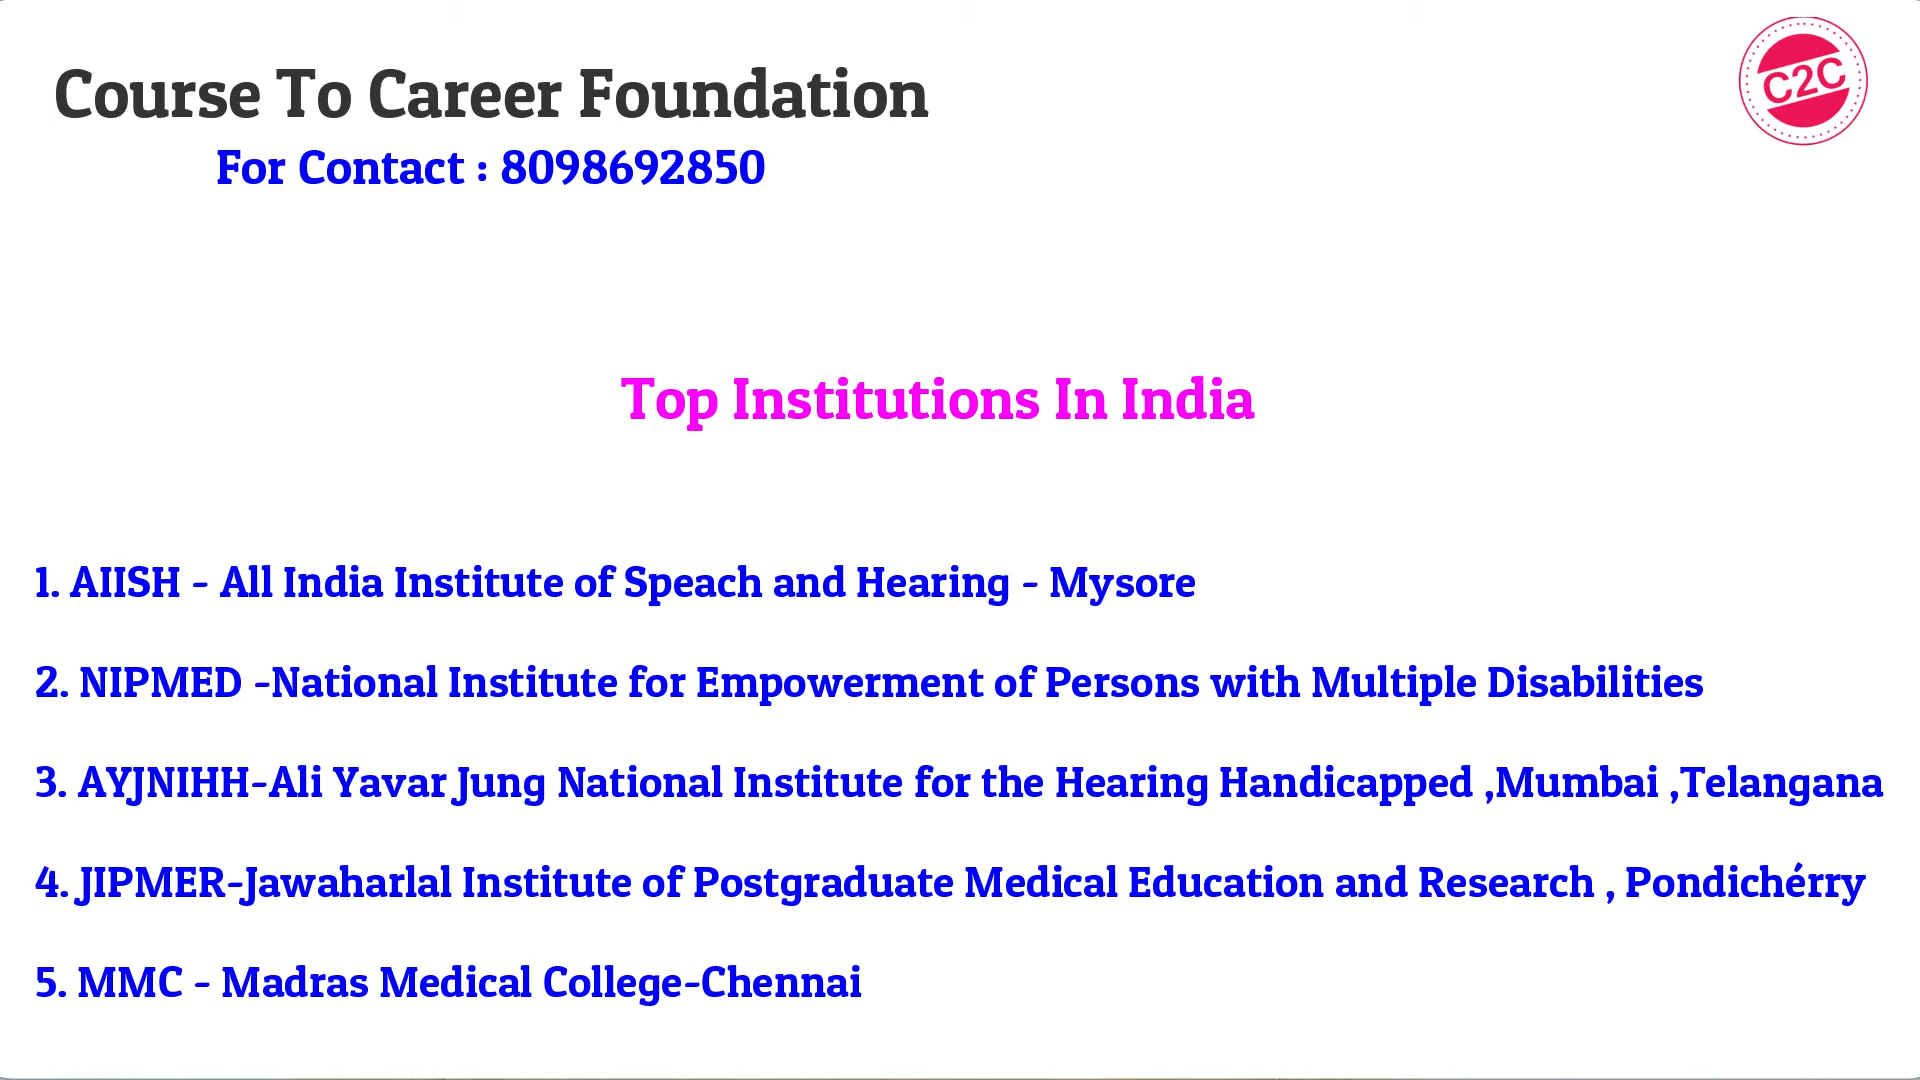 Course To Career Foundation
C2C
For Contact : 8098692850
Top Institutions In India
1. AIISH - All India Institute of Speach and Hearing - Mysore
2. NIPMED -National Institute for Empowerment of Persons with Multiple Disabilities
3. AYJNIHH-Ali Yavar Jung National Institute for the Hearing Handicapped ,Mumbai ,Telangana
4. JIPMER-Jawaharlal Institute of Postgraduate Medical Education and Research , Pondichérry
5. MMC - Madras Medical College-Chennai